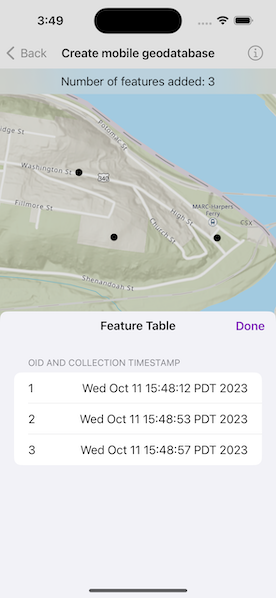 3:49
Back
Create mobile geodatabase
Number of features added: 3
Potomac St
Washington St
340
High St
Fillmore St
Church St
MARC-Harpers
Ferry
CSX
Shenandoah St
Feature Table
Done
OID AND COLLECTION TIMESTAMP
1 Wed Oct 11 15:48:12 PDT 2023
2 Wed Oct 11 15:48:53 PDT 2023
3 Wed Oct 11 15:48:57 PDT 2023